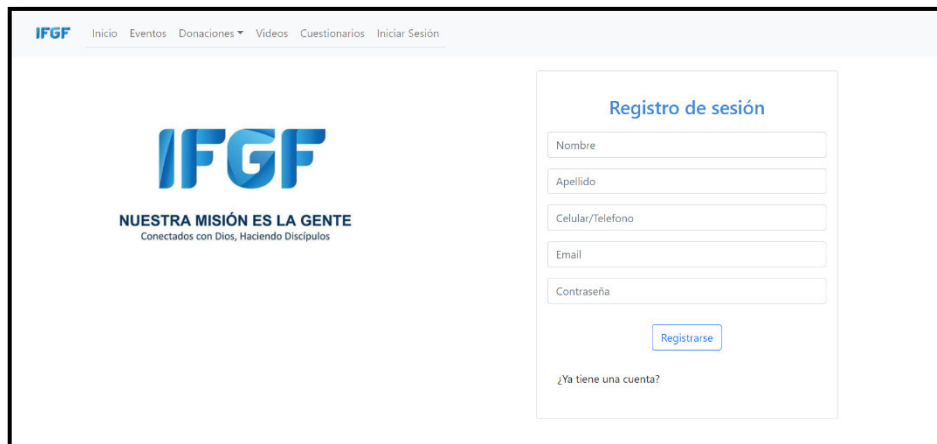 IFGF Inicio Eventos Donaciones Videos Cuestionarios Iniciar Sesión
IFGF
NUESTRA MISIÓN ES LA GENTE
Conectados con Dios, Haciendo Discípulos
Registro de sesión
Nombre
Apellido
Celular/Telefono
Email
Contraseña
Registrarse
¿Ya tiene una cuenta?